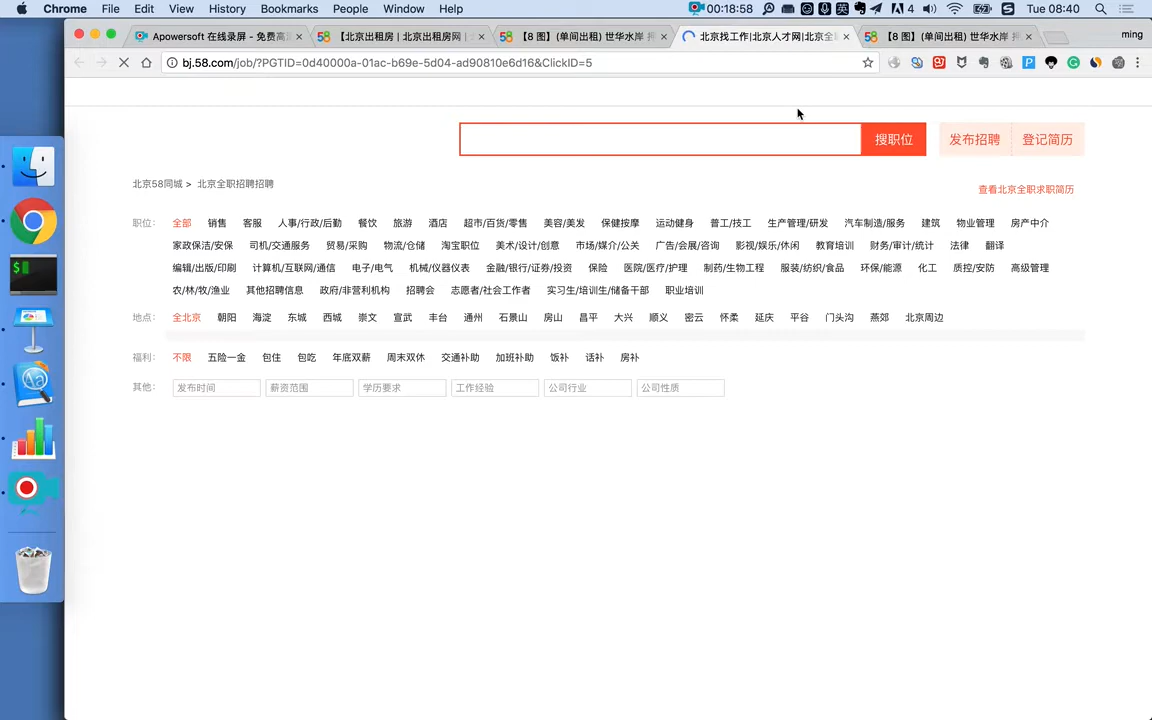 Chrome File Edit View History Bookmarks People Window Help 00:18:58 4 Tue 08:40
Apowersoft 在线录屏 - 免费高清
【北京出租房 | 北京出租房网 |
【8 图】(单间出租) 世华水岸 押
北京找工作|北京人才网|北京全
【8 图】(单间出租) 世华水岸 押
ming
bj.58.com/job/?PGTID=0d40000a-01ac-b69e-5d04-ad90810e6d16&ClickID=5
搜职位 发布招聘 登记简历
北京58同城 > 北京全职招聘招聘
查看北京全职求职简历
职位: 全部 销售 客服 人事/行政/后勤 餐饮 旅游 酒店 超市/百货/零售 美容/美发 保健按摩 运动健身 普工/技工 生产管理/研发 汽车制造/服务 建筑 物业管理 房产中介
家政保洁/安保 司机/交通服务 贸易/采购 物流/仓储 淘宝职位 美术/设计/创意 市场/媒介/公关 广告/会展/咨询 影视/娱乐/休闲 教育培训 财务/审计/统计 法律 翻译
编辑/出版/印刷 计算机/互联网/通信 电子/电气 机械/仪器仪表 金融/银行/证券/投资 保险 医院/医疗/护理 制药/生物工程 服装/纺织/食品 环保/能源 化工 质控/安防 高级管理
农/林/牧/渔业 其他招聘信息 政府/非营利机构 招聘会 志愿者/社会工作者 实习生/培训生/储备干部 职业培训
地点: 全北京 朝阳 海淀 东城 西城 崇文 宣武 丰台 通州 石景山 房山 昌平 大兴 顺义 密云 怀柔 延庆 平谷 门头沟 燕郊 北京周边
福利: 不限 五险一金 包住 包吃 年底双薪 周末双休 交通补助 加班补助 饭补 话补 房补
其他: 发布时间 薪资范围 学历要求 工作经验 公司行业 公司性质